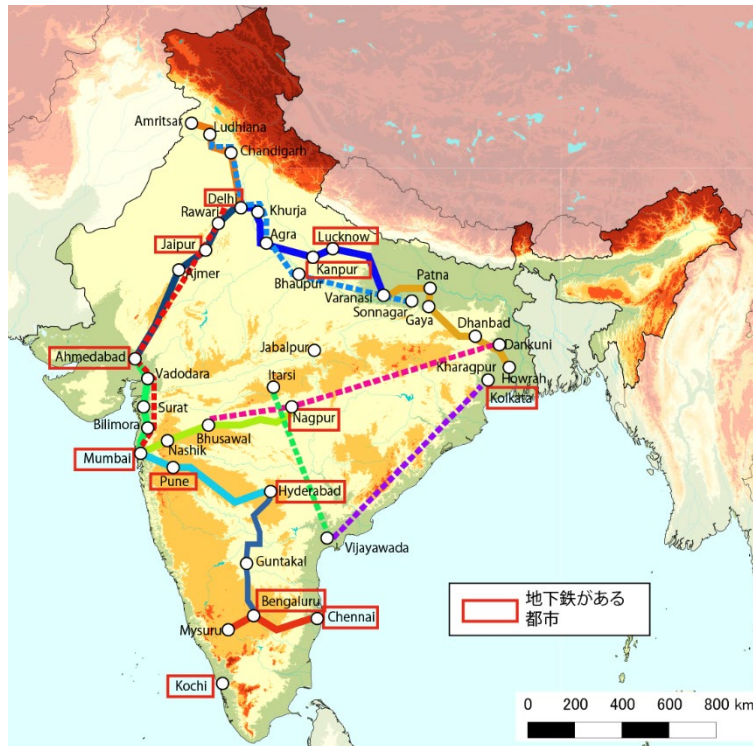 Amritsar
Ludhiana
Chandigarh
Delhi
Rawari
Khurja
Jaipur
Agra
Lucknow
Kanpur
Ajmer
Bhaupur
Patna
Varanasi
Sonnagar
Gaya
Dhanbad
Dankuni
Ahmedabad
Jabalpur
Vadodara
Itarsi
Kharagpur
Howrah
Kolkata
Surat
Nagpur
Bilimora
Bhusawal
Nashik
Mumbai
Pune
Hyderabad
Vijayawada
Guntakal
Bengaluru
Chennai
Mysuru
Kochi
地下鉄がある
都市
0 200 400 600 800 km